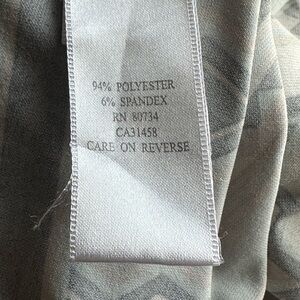 94% POLYESTER
6% SPANDEX
RN 80734
CA31458
CARE ON REVERSE